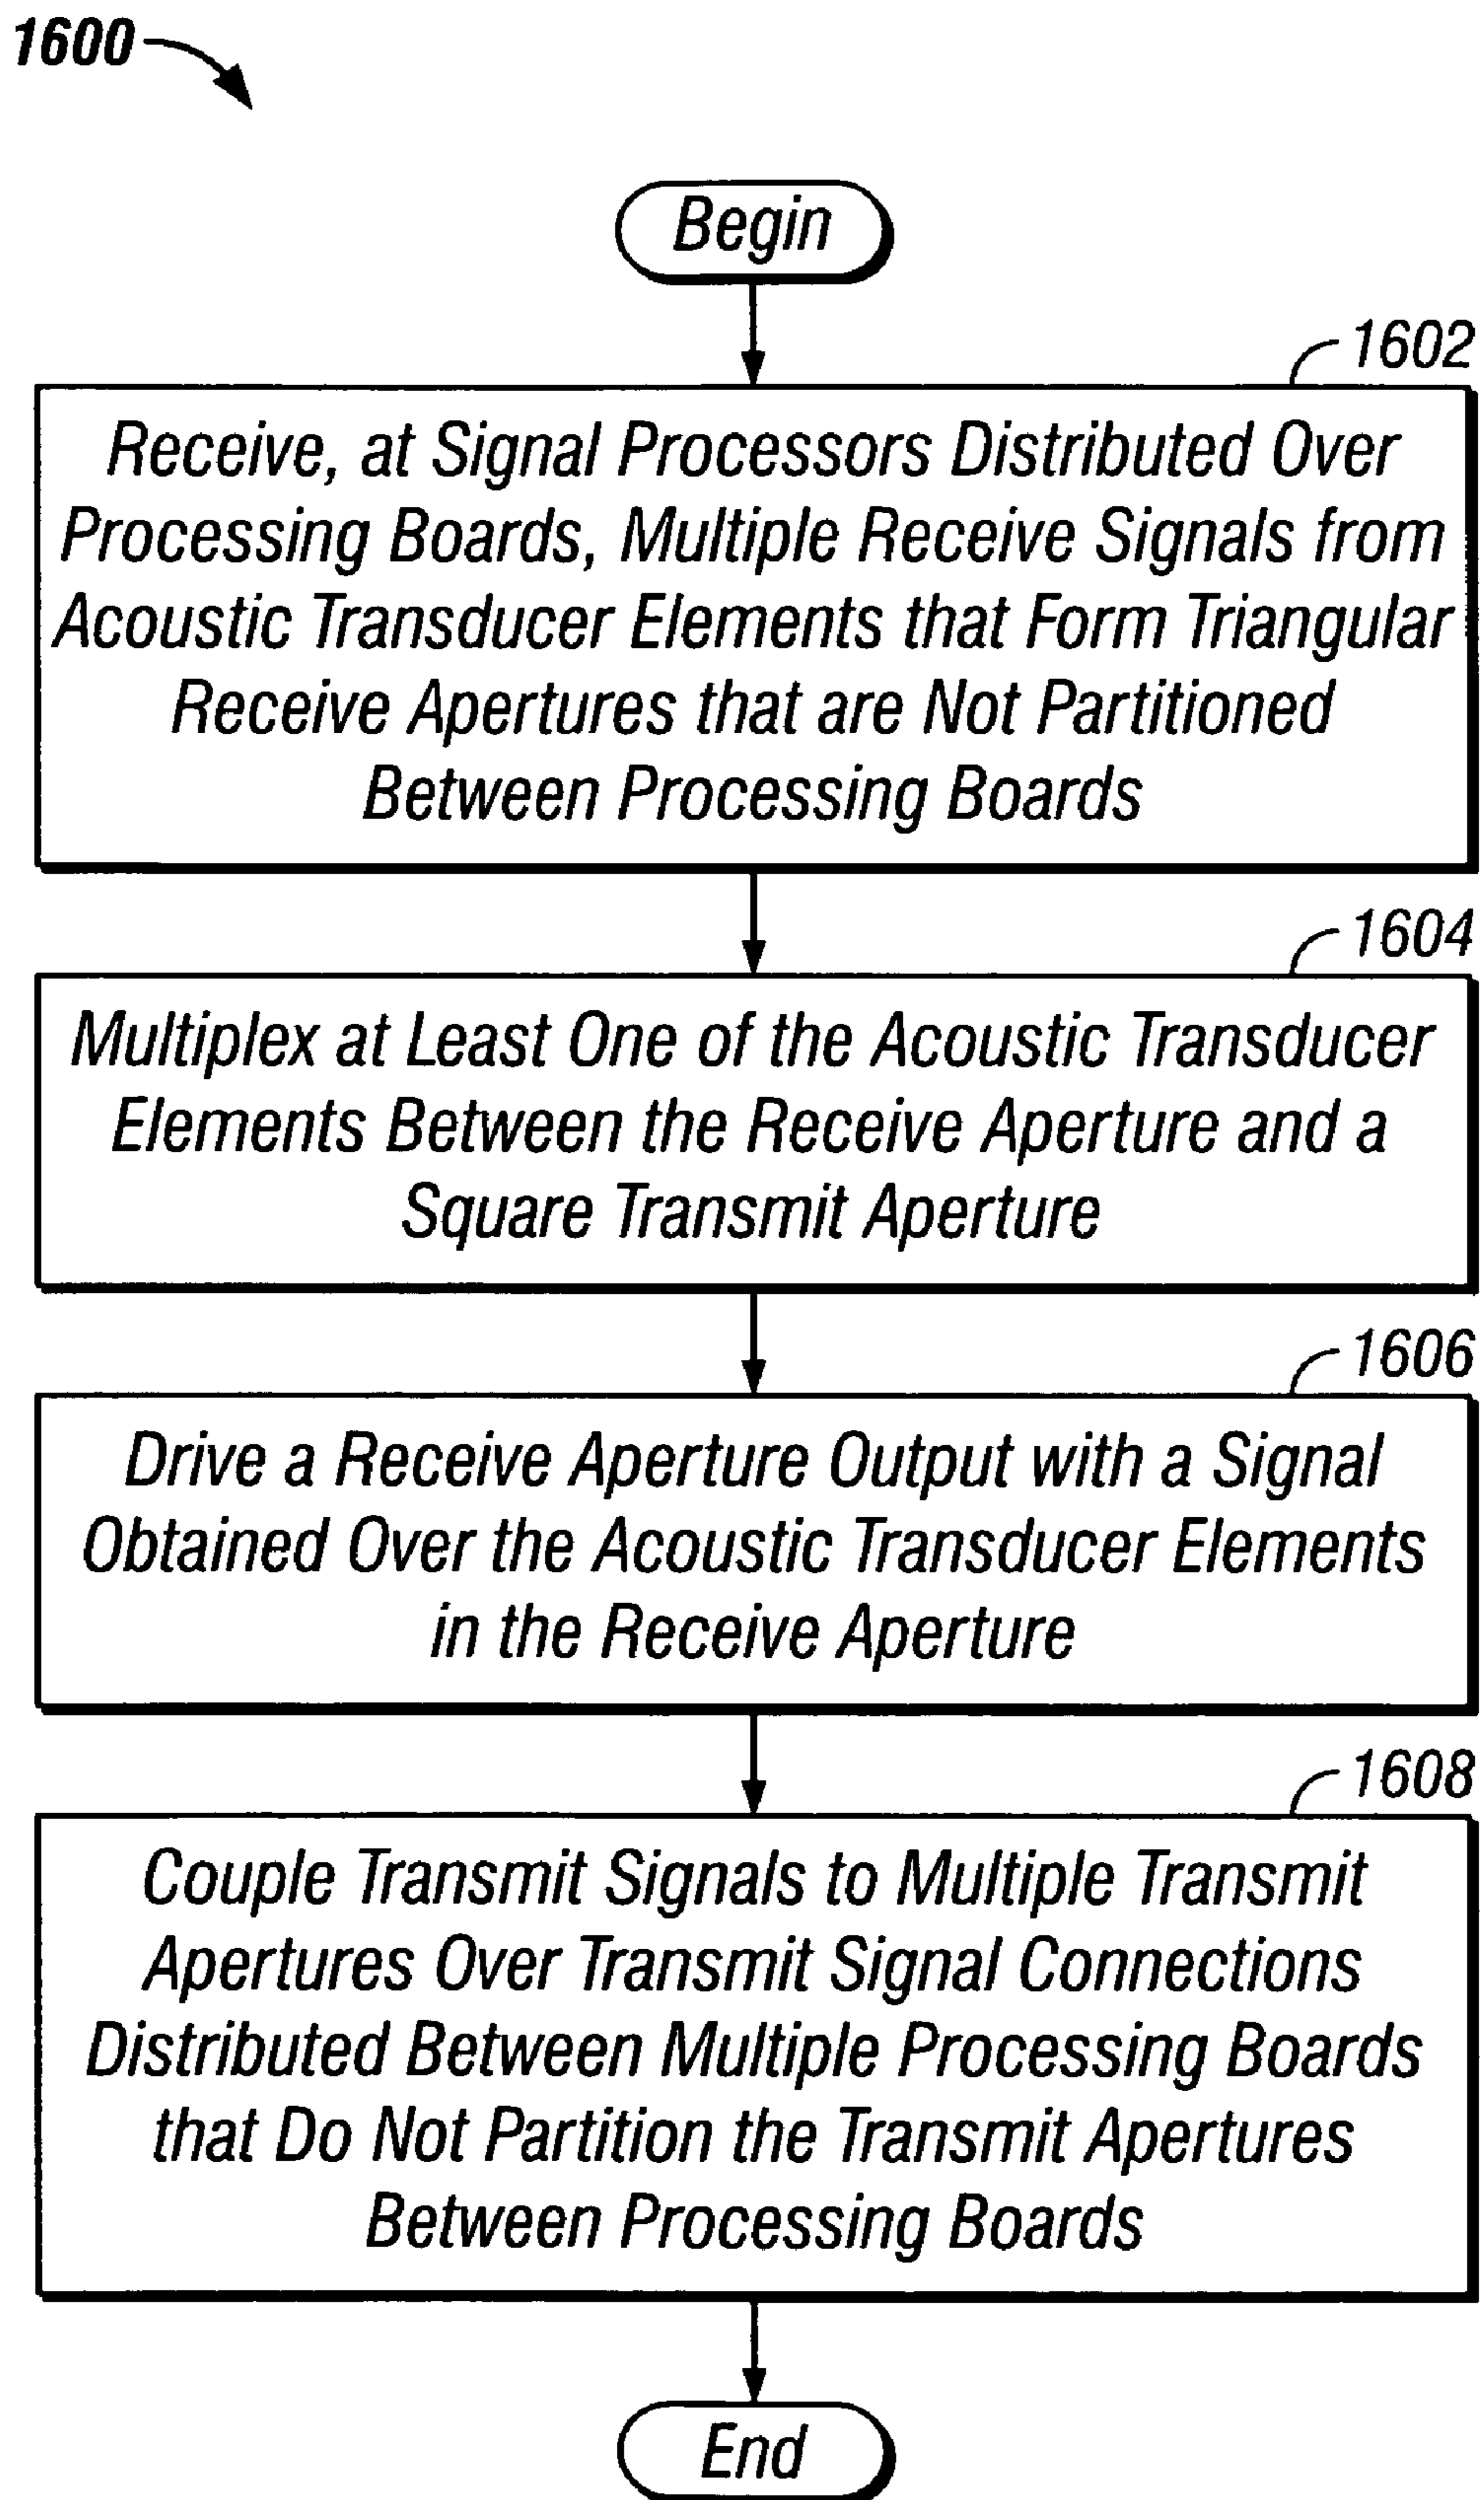 1600
Begin
1602
Receive, at Signal Processors Distributed Over
Processing Boards, Multiple Receive Signals from
Acoustic Transducer Elements that Form Triangular
Receive Apertures that are Not Partitioned
Between Processing Boards
1604
Multiplex at Least One of the Acoustic Transducer
Elements Between the Receive Aperture and a
Square Transmit Aperture
1606
Drive a Receive Aperture Output with a Signal
Obtained Over the Acoustic Transducer Elements
in the Receive Aperture
1608
Couple Transmit Signals to Multiple Transmit
Apertures Over Transmit Signal Connections
Distributed Between Multiple Processing Boards
that Do Not Partition the Transmit Apertures
Between Processing Boards
End